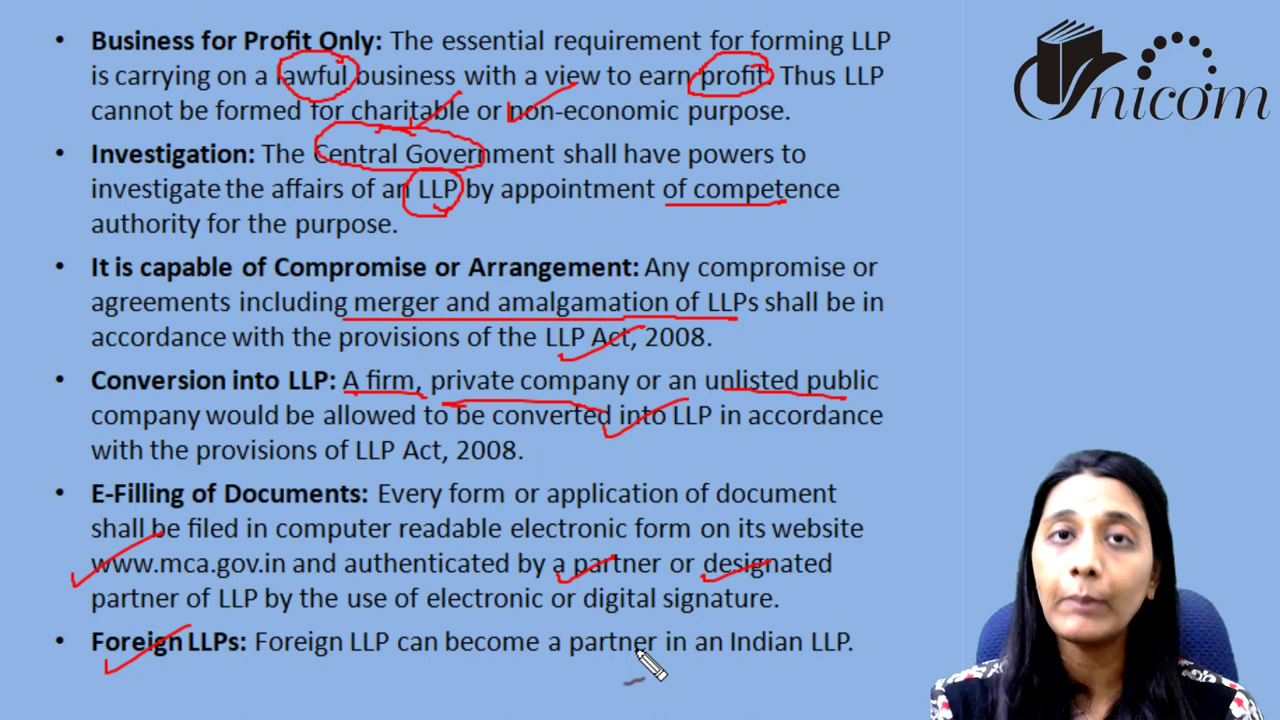 • Business for Profit Only: The essential requirement for forming LLP
is carrying on a lawful business with a view to earn profit. Thus LLP
cannot be formed for charitable or non-economic purpose.
• Investigation: The Central Government shall have powers to
investigate the affairs of an LLP by appointment of competence
authority for the purpose.
• It is capable of Compromise or Arrangement: Any compromise or
agreements including merger and amalgamation of LLPs shall be in
accordance with the provisions of the LLP Act, 2008.
• Conversion into LLP: A firm, private company or an unlisted public
company would be allowed to be converted into LLP in accordance
with the provisions of LLP Act, 2008.
• E-Filling of Documents: Every form or application of document
shall be filed in computer readable electronic form on its website
www.mca.gov.in and authenticated by a partner or designated
partner of LLP by the use of electronic or digital signature.
• Foreign LLPs: Foreign LLP can become a partner in an Indian LLP.
Unicom